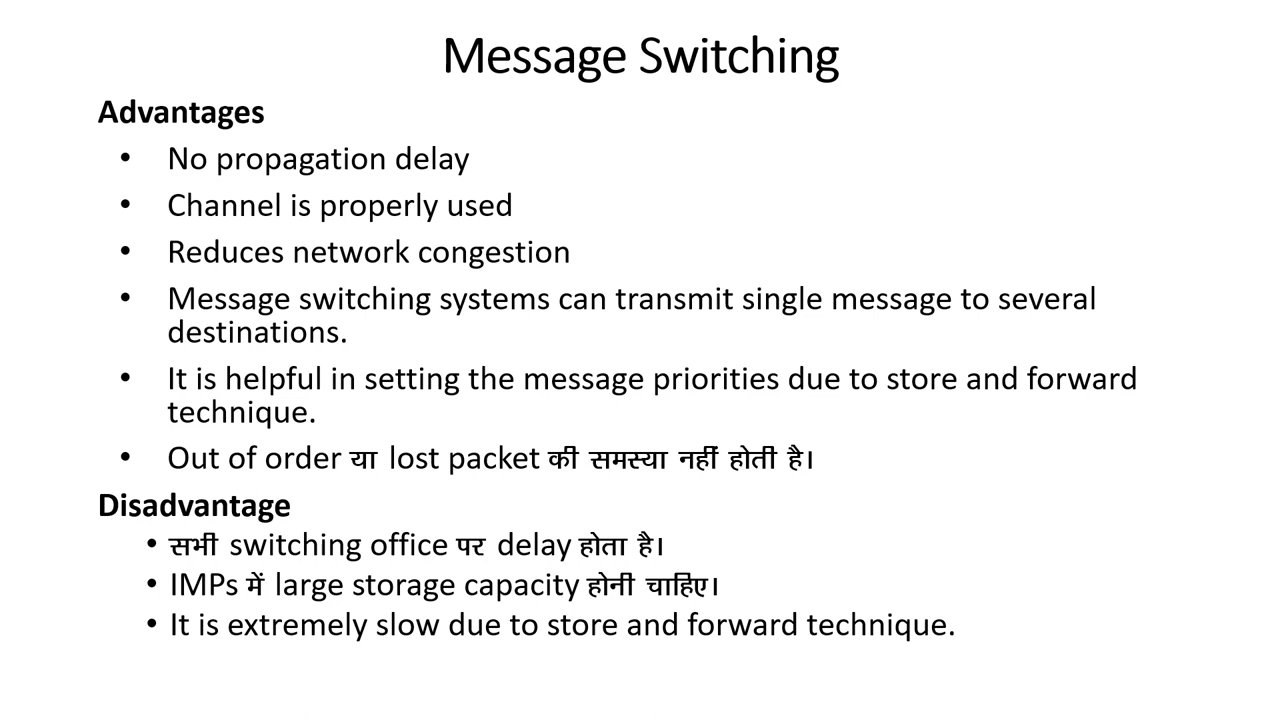 Message Switching
Advantages
• No propagation delay
• Channel is properly used
• Reduces network congestion
• Message switching systems can transmit single message to several
destinations.
• It is helpful in setting the message priorities due to store and forward
technique.
• Out of order या lost packet की समस्या नहीं होती है।
Disadvantage
• सभी switching office पर delay होता है।
• IMPs में large storage capacity होनी चाहिए।
• It is extremely slow due to store and forward technique.